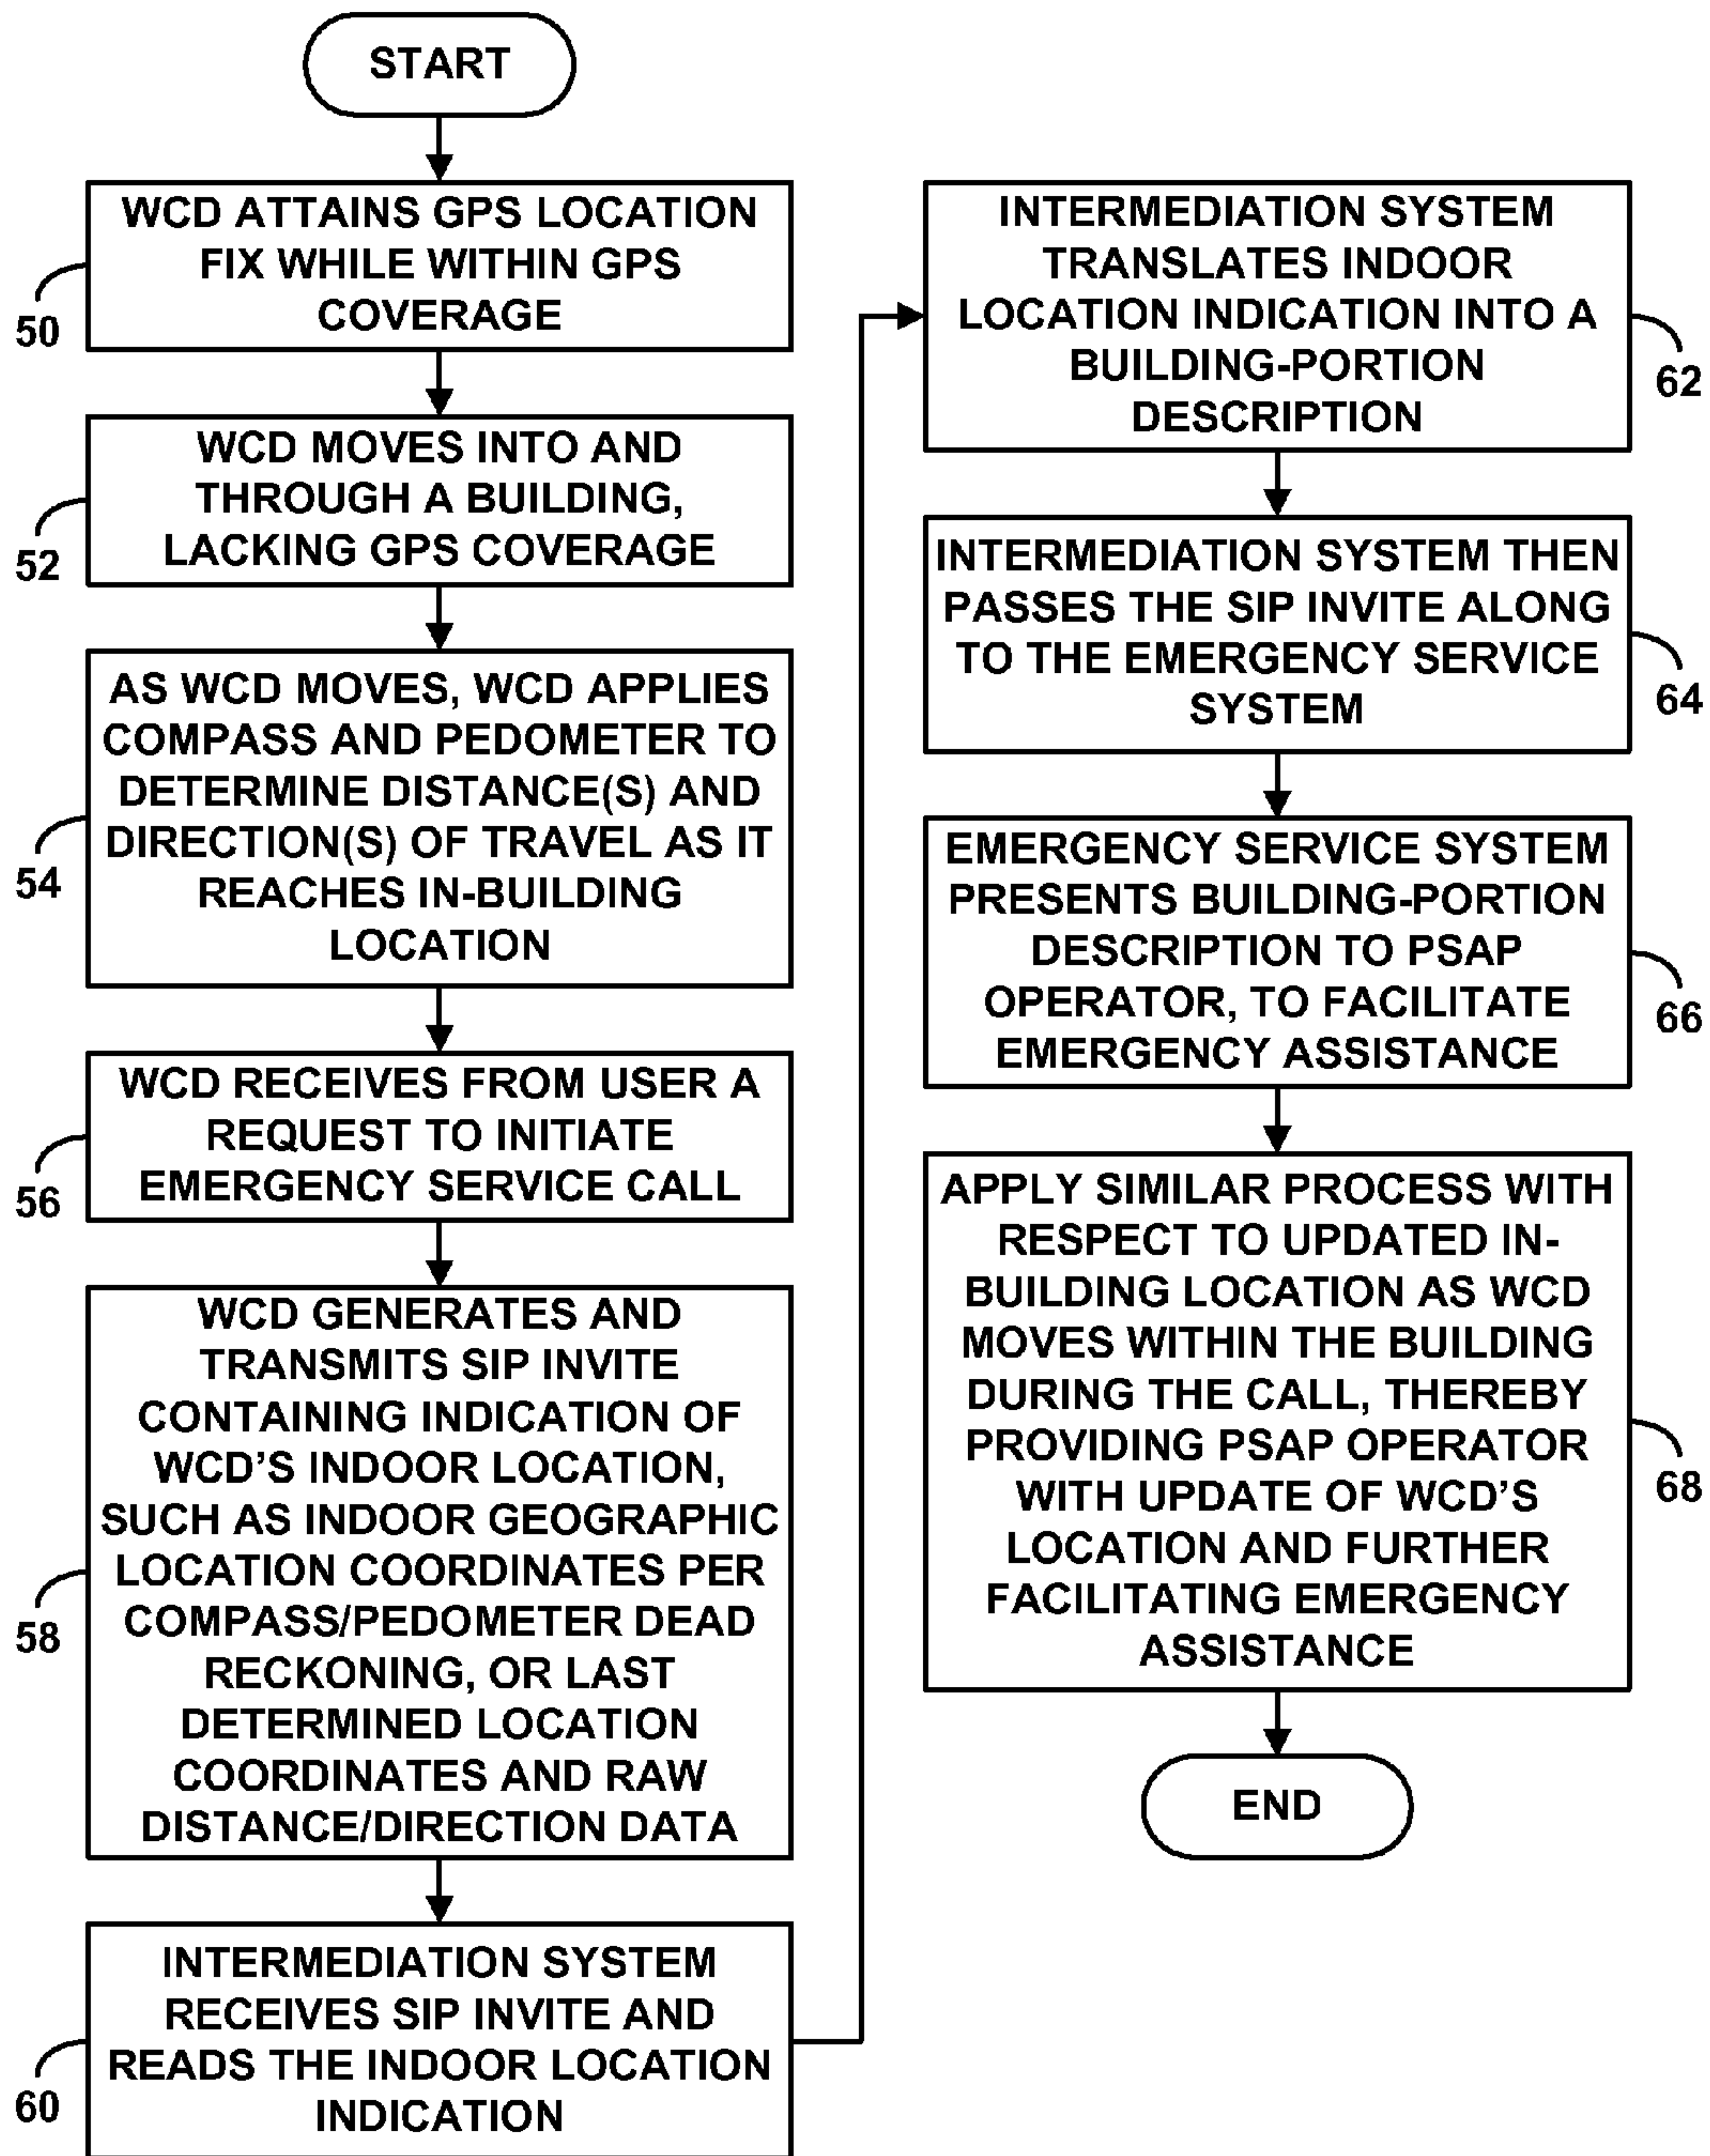 START
WCD ATTAINS GPS LOCATION
FIX WHILE WITHIN GPS
COVERAGE
50
WCD MOVES INTO AND
THROUGH A BUILDING,
LACKING GPS COVERAGE
52
AS WCD MOVES, WCD APPLIES
COMPASS AND PEDOMETER TO
DETERMINE DISTANCE(S) AND
DIRECTION(S) OF TRAVEL AS IT
REACHES IN-BUILDING
LOCATION
54
WCD RECEIVES FROM USER A
REQUEST TO INITIATE
EMERGENCY SERVICE CALL
56
WCD GENERATES AND
TRANSMITS SIP INVITE
CONTAINING INDICATION OF
WCD'S INDOOR LOCATION,
SUCH AS INDOOR GEOGRAPHIC
LOCATION COORDINATES PER
COMPASS/PEDOMETER DEAD
RECKONING, OR LAST
DETERMINED LOCATION
COORDINATES AND RAW
DISTANCE/DIRECTION DATA
58
INTERMEDIATION SYSTEM
RECEIVES SIP INVITE AND
READS THE INDOOR LOCATION
INDICATION
60
INTERMEDIATION SYSTEM
TRANSLATES INDOOR
LOCATION INDICATION INTO A
BUILDING-PORTION
DESCRIPTION
62
INTERMEDIATION SYSTEM THEN
PASSES THE SIP INVITE ALONG
TO THE EMERGENCY SERVICE
SYSTEM
64
EMERGENCY SERVICE SYSTEM
PRESENTS BUILDING-PORTION
DESCRIPTION TO PSAP
OPERATOR, TO FACILITATE
EMERGENCY ASSISTANCE
66
APPLY SIMILAR PROCESS WITH
RESPECT TO UPDATED IN-
BUILDING LOCATION AS WCD
MOVES WITHIN THE BUILDING
DURING THE CALL, THEREBY
PROVIDING PSAP OPERATOR
WITH UPDATE OF WCD'S
LOCATION AND FURTHER
FACILITATING EMERGENCY
ASSISTANCE
68
END